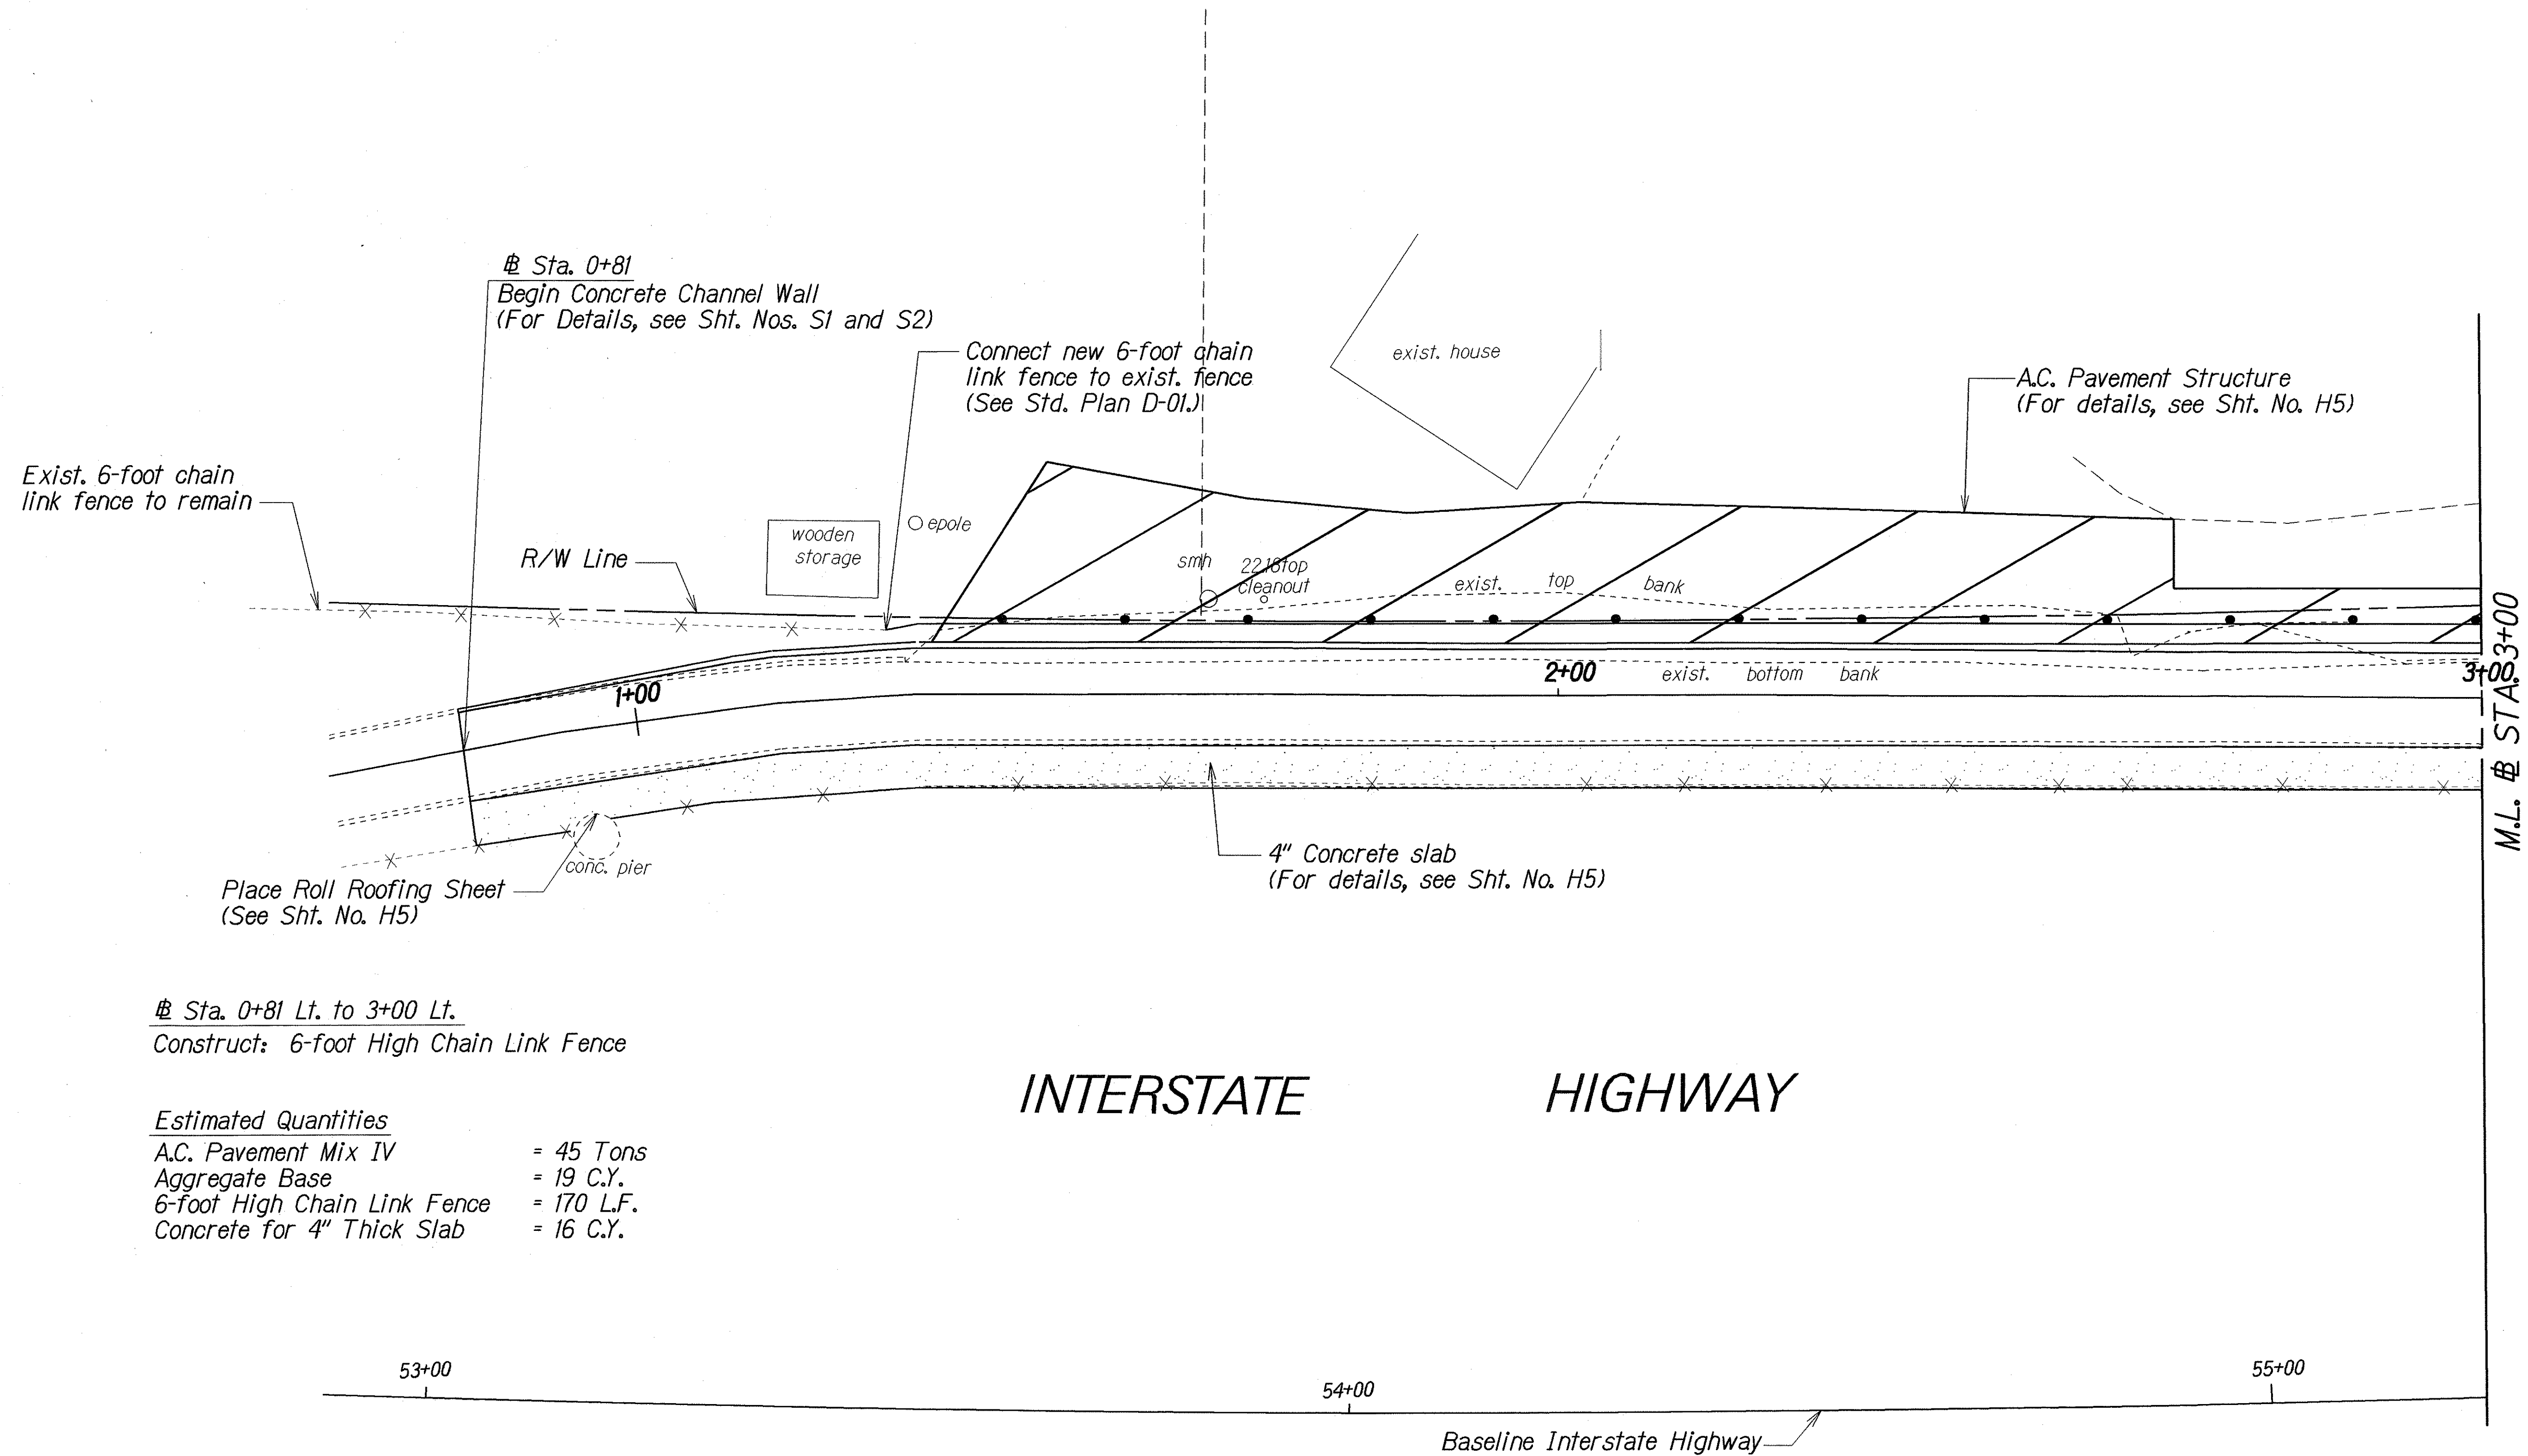 ℄ Sta. 0+81
Begin Concrete Channel Wall
(For Details, see Sht. Nos. S1 and S2)
Connect new 6-foot chain
link fence to exist. fence
(See Std. Plan D-01.)
exist. house
A.C. Pavement Structure
(For details, see Sht. No. H5)
Exist. 6-foot chain
link fence to remain
R/W Line
wooden
storage
epole
smh
22.18top
cleanout
exist. top bank
1+00
2+00
exist. bottom bank
3+00
M.L. ℄ STA. 3+00
conc. pier
Place Roll Roofing Sheet
(See Sht. No. H5)
4" Concrete slab
(For details, see Sht. No. H5)
℄ Sta. 0+81 Lt. to 3+00 Lt.
Construct: 6-foot High Chain Link Fence
INTERSTATE HIGHWAY
Estimated Quantities
A.C. Pavement Mix IV = 45 Tons
Aggregate Base = 19 C.Y.
6-foot High Chain Link Fence = 170 L.F.
Concrete for 4" Thick Slab = 16 C.Y.
53+00
54+00
55+00
Baseline Interstate Highway